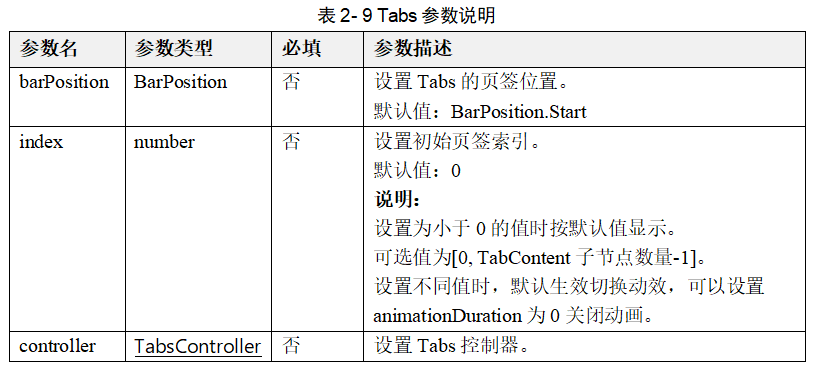 表 2- 9 Tabs 参数说明
参数名 参数类型 必填 参数描述
barPosition BarPosition 否 设置 Tabs 的页签位置。
默认值：BarPosition.Start
index number 否 设置初始页签索引。
默认值：0
说明：
设置为小于 0 的值时按默认值显示。
可选值为[0, TabContent 子节点数量-1]。
设置不同值时，默认生效切换动效，可以设置
animationDuration 为 0 关闭动画。
controller TabsController 否 设置 Tabs 控制器。